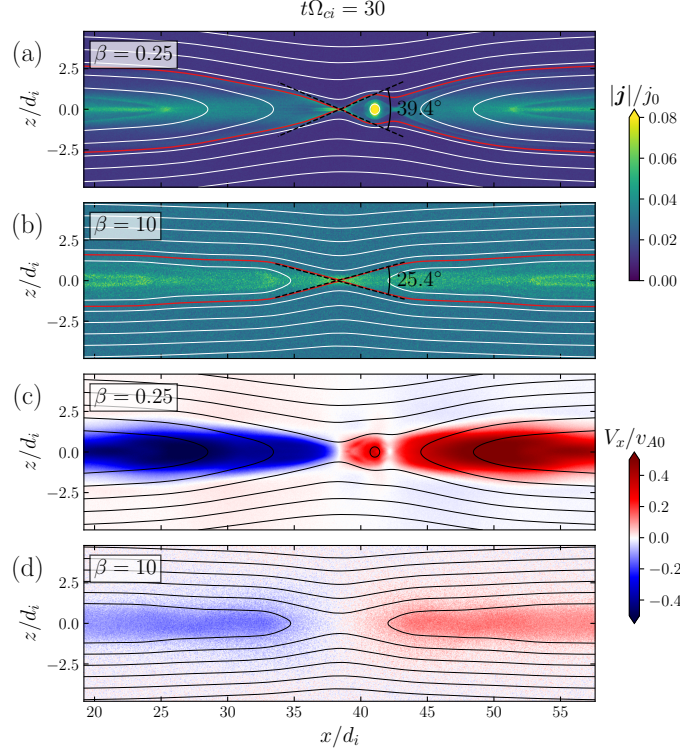 tΩ_ci = 30
(a)
β = 0.25
2.5
0.0
−2.5
z/d_i
39.4°
|j|/j_0
0.08
0.06
0.04
0.02
0.00
(b)
β = 10
2.5
0.0
−2.5
z/d_i
25.4°
(c)
β = 0.25
2.5
0.0
−2.5
z/d_i
V_x/v_A0
0.4
0.2
0.0
−0.2
−0.4
(d)
β = 10
2.5
0.0
−2.5
z/d_i
20 25 30 35 40 45 50 55
x/d_i